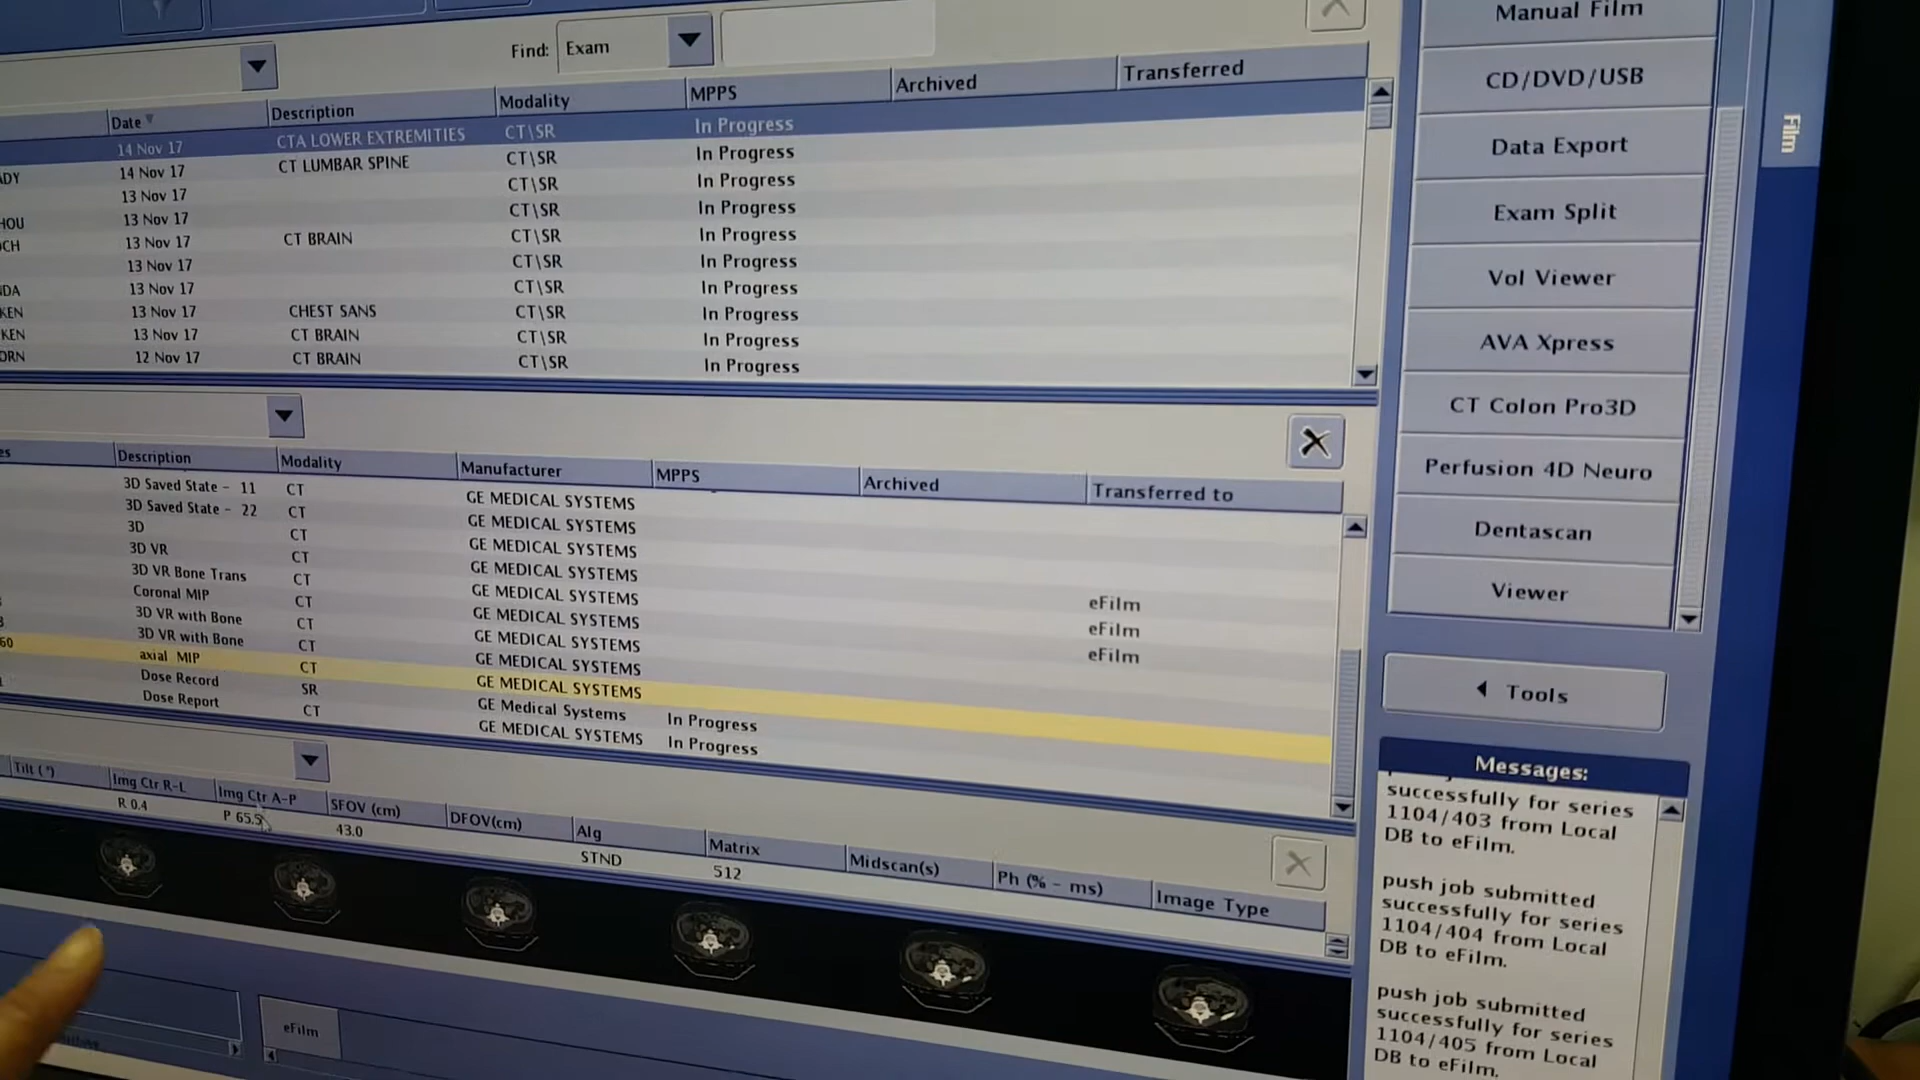 Find: Exam
Date Description Modality MPPS Archived Transferred
14 Nov 17 CTA LOWER EXTREMITIES CT\SR In Progress
ADY 14 Nov 17 CT LUMBAR SPINE CT\SR In Progress
13 Nov 17 CT\SR In Progress
HOU 13 Nov 17 CT\SR In Progress
OCH 13 Nov 17 CT BRAIN CT\SR In Progress
13 Nov 17 CT\SR In Progress
NDA 13 Nov 17 CT\SR In Progress
KEN 13 Nov 17 CHEST SANS CT\SR In Progress
KEN 13 Nov 17 CT BRAIN CT\SR In Progress
ORN 12 Nov 17 CT BRAIN CT\SR In Progress
es Description Modality Manufacturer MPPS Archived Transferred to
3D Saved State - 11 CT GE MEDICAL SYSTEMS
3D Saved State - 22 CT GE MEDICAL SYSTEMS
3D CT GE MEDICAL SYSTEMS
3D VR CT GE MEDICAL SYSTEMS
3D VR Bone Trans CT GE MEDICAL SYSTEMS
Coronal MIP CT GE MEDICAL SYSTEMS eFilm
3D VR with Bone CT GE MEDICAL SYSTEMS eFilm
3D VR with Bone CT GE MEDICAL SYSTEMS eFilm
60 axial MIP CT GE MEDICAL SYSTEMS
Dose Record SR GE Medical Systems In Progress
Dose Report CT GE MEDICAL SYSTEMS In Progress
Tilt (°) Img Ctr R-L Img Ctr A-P SFOV (cm) DFOV(cm) Alg Matrix Midscan(s) Ph (% - ms) Image Type
R 0.4 P 65.5 43.0 STND 512
eFilm
Manual Film
CD/DVD/USB
Data Export
Exam Split
Vol Viewer
AVA Xpress
CT Colon Pro3D
Perfusion 4D Neuro
Dentascan
Viewer
Tools
Messages:
successfully for series
1104/403 from Local
DB to eFilm.
push job submitted
successfully for series
1104/404 from Local
DB to eFilm.
push job submitted
successfully for series
1104/405 from Local
DB to eFilm.
Film